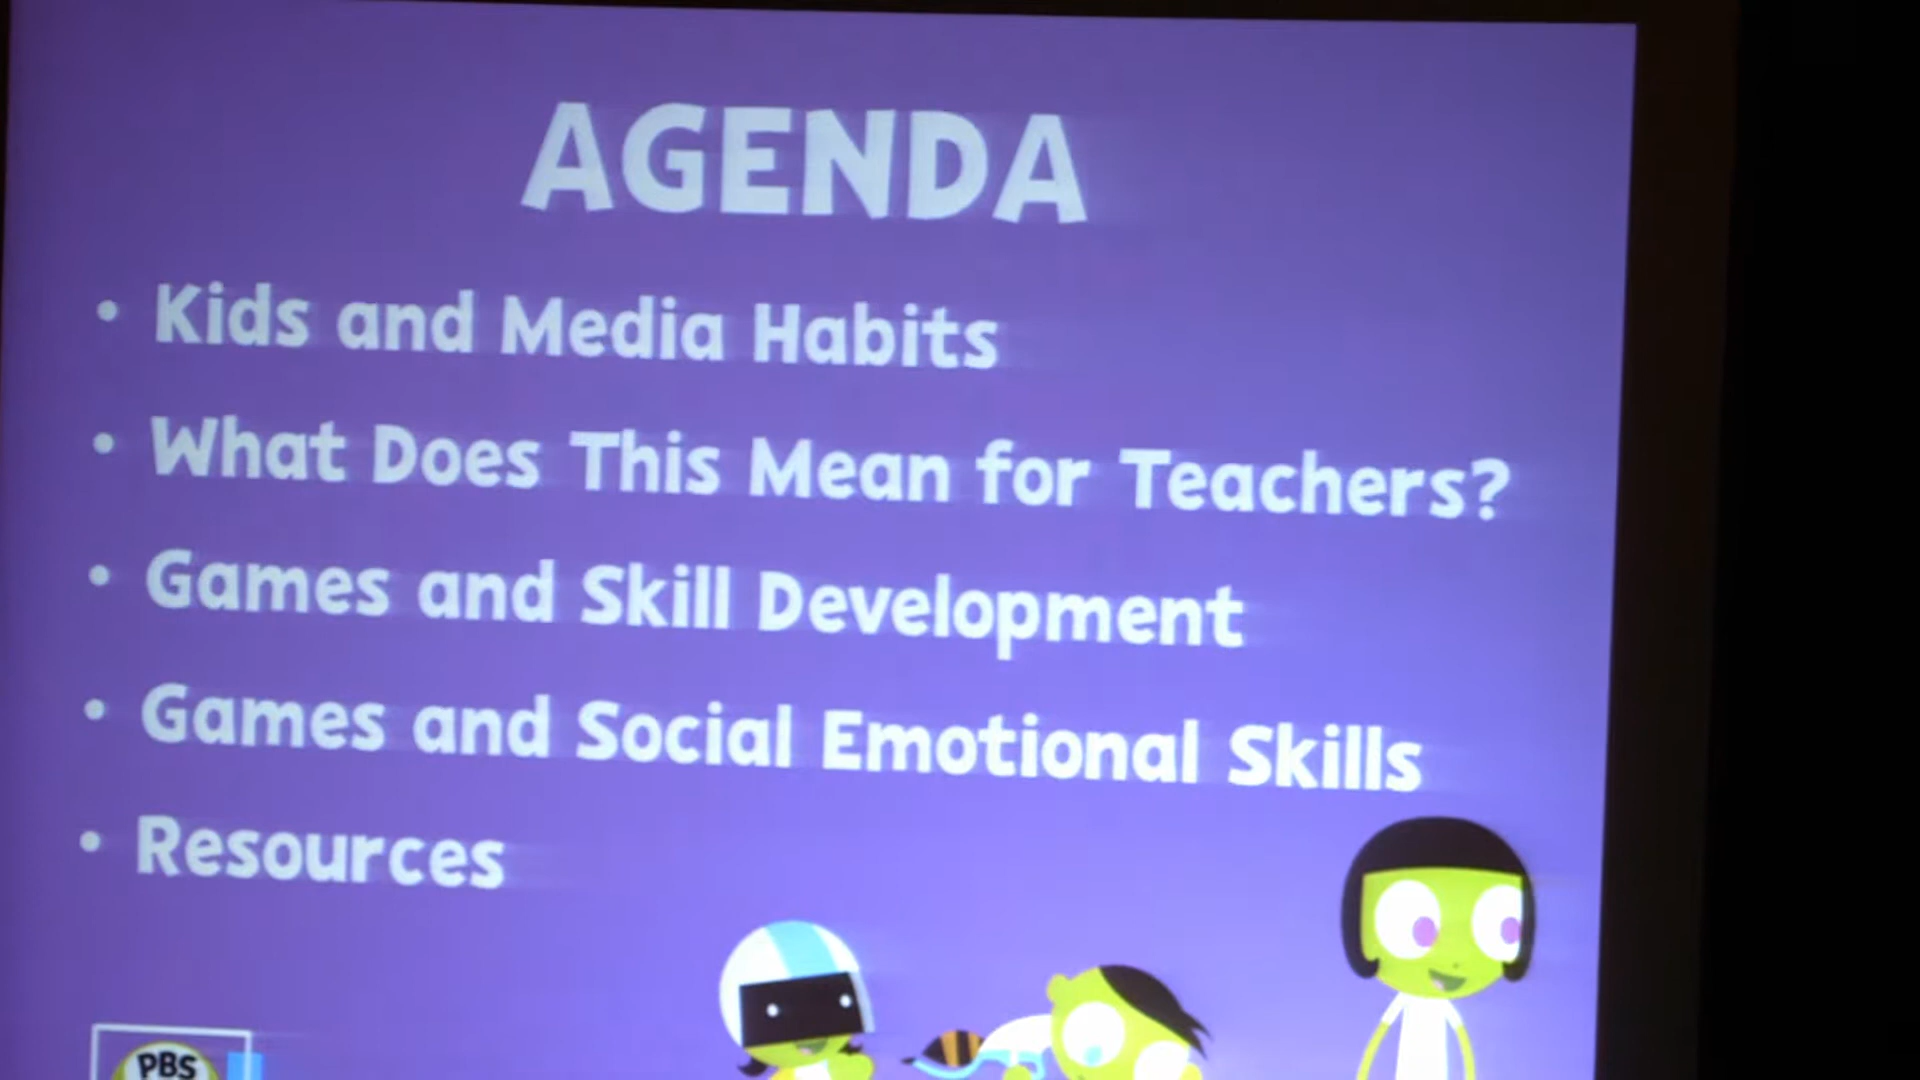 AGENDA
• Kids and Media Habits
• What Does This Mean for Teachers?
• Games and Skill Development
• Games and Social Emotional Skills
• Resources
PBS